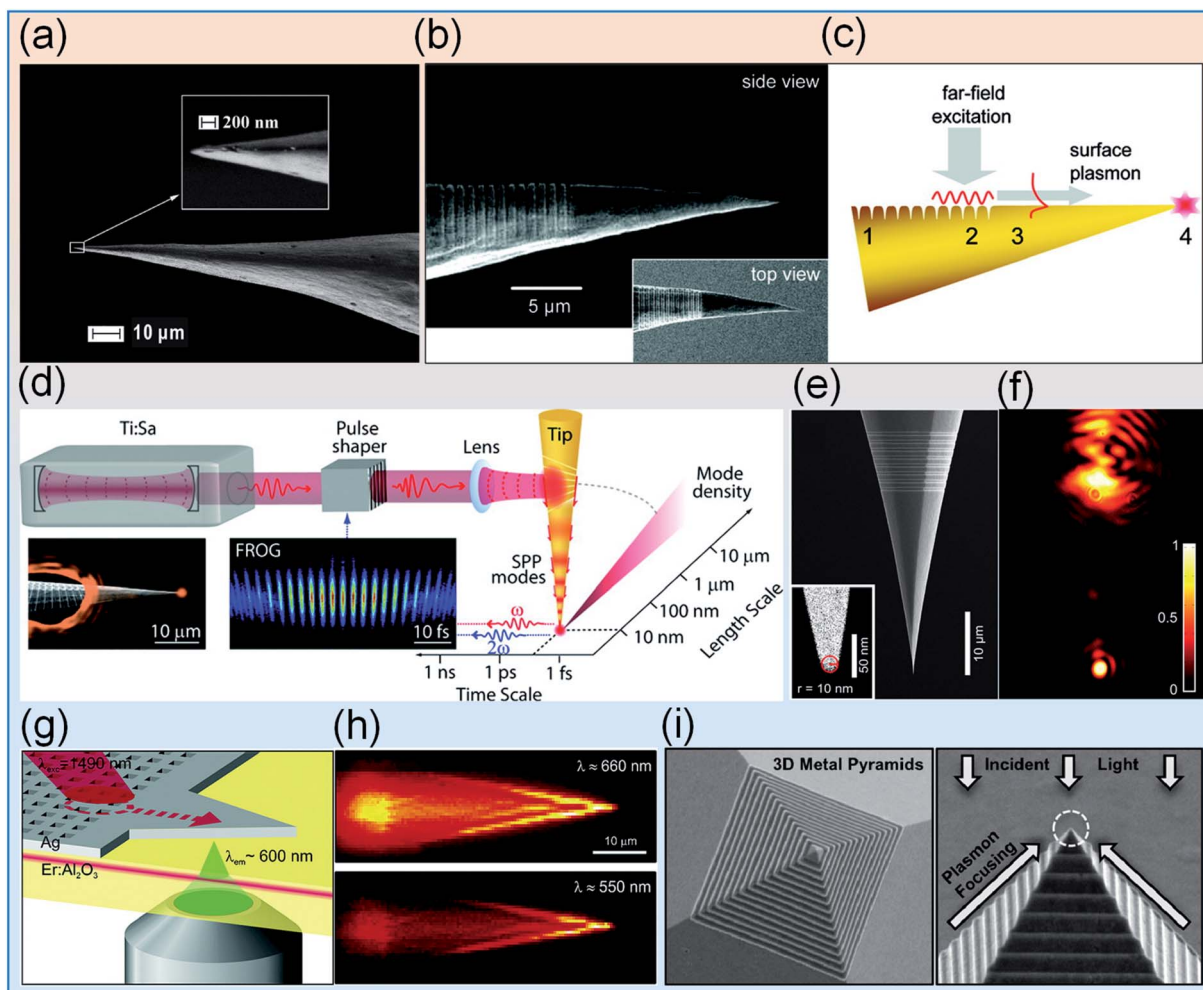 (a)
200 nm
10 µm
(b)
side view
5 µm
top view
(c)
far-field
excitation
surface
plasmon
1
2
3
4
(d)
Ti:Sa
Pulse
shaper
Lens
Tip
Mode
density
FROG
SPP
modes
10 µm
10 fs
ω
2ω
10 µm
1 µm
100 nm
10 nm
Length Scale
1 ns
1 ps
1 fs
Time Scale
(e)
10 µm
50 nm
r = 10 nm
(f)
1
0.5
0
(g)
λexc=1490 nm
Ag
Er:Al2O3
λem~ 600 nm
(h)
λ ≈ 660 nm
10 µm
λ ≈ 550 nm
(i)
3D Metal Pyramids
Incident Light
Plasmon
Focusing